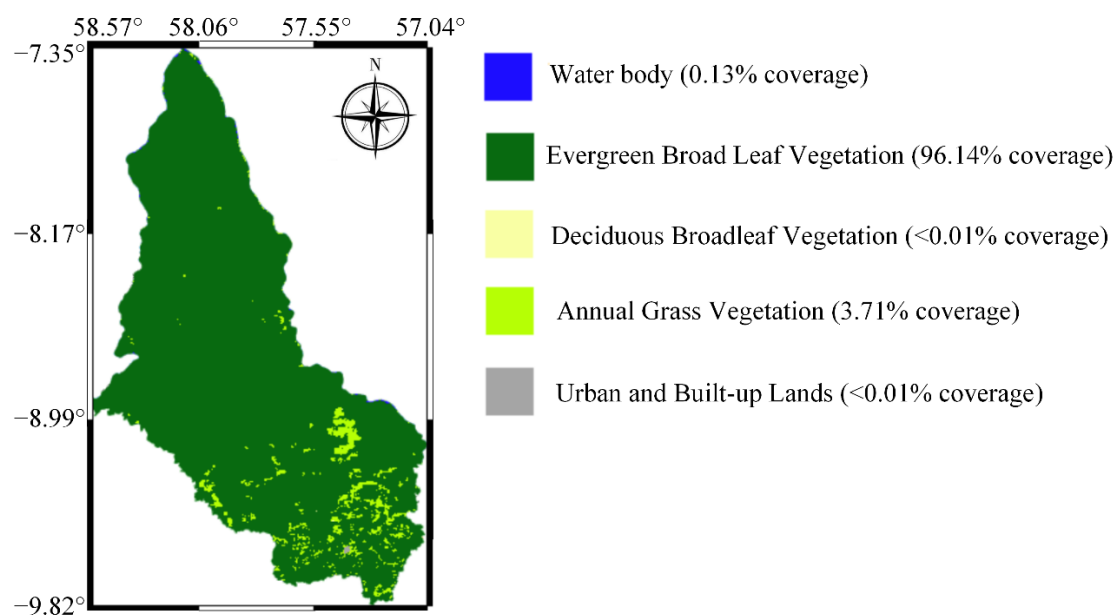 58.57° 58.06° 57.55° 57.04°
−7.35°
N
Water body (0.13% coverage)
Evergreen Broad Leaf Vegetation (96.14% coverage)
−8.17°
Deciduous Broadleaf Vegetation (<0.01% coverage)
Annual Grass Vegetation (3.71% coverage)
Urban and Built-up Lands (<0.01% coverage)
−8.99°
−9.82°